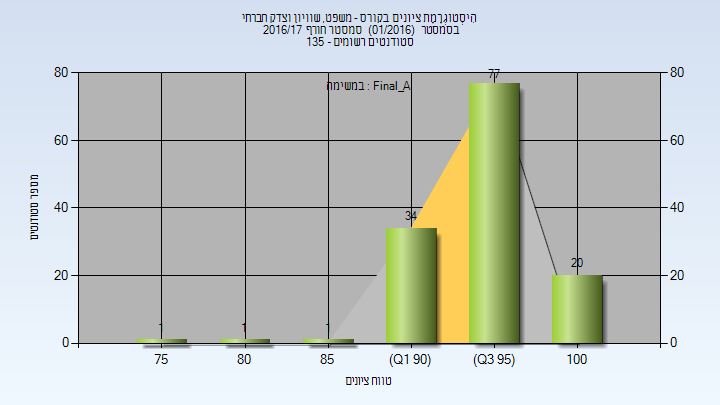 היסטוגרמת ציונים בקורס - משפט, שוויון וצדק חברתי
בסמסטר (01/2016) סמסטר חורף 2016/17
סטודנטים רשומים - 135
במשימה : Final_A
מספר סטודנטים
80
60
40
20
0
80
60
40
20
0
1
1
1
34
77
20
75
80
85
(Q1 90)
(Q3 95)
100
טווח ציונים